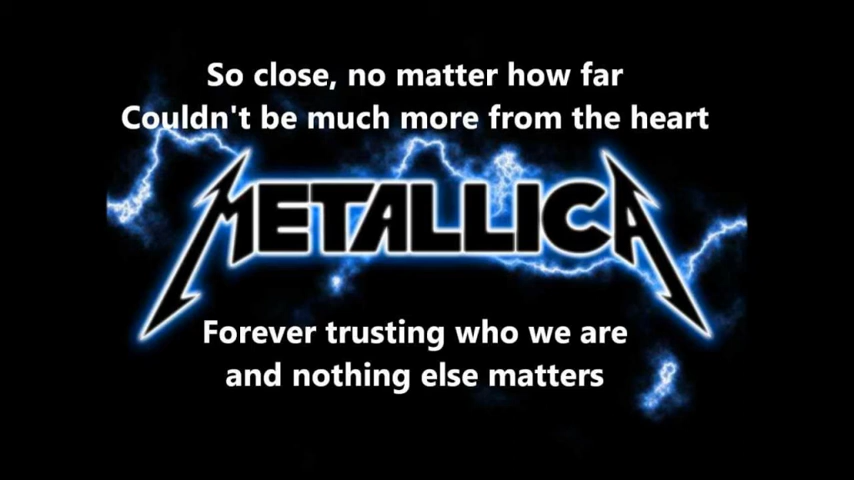 So close, no matter how far
Couldn't be much more from the heart
METALLICA
Forever trusting who we are
and nothing else matters